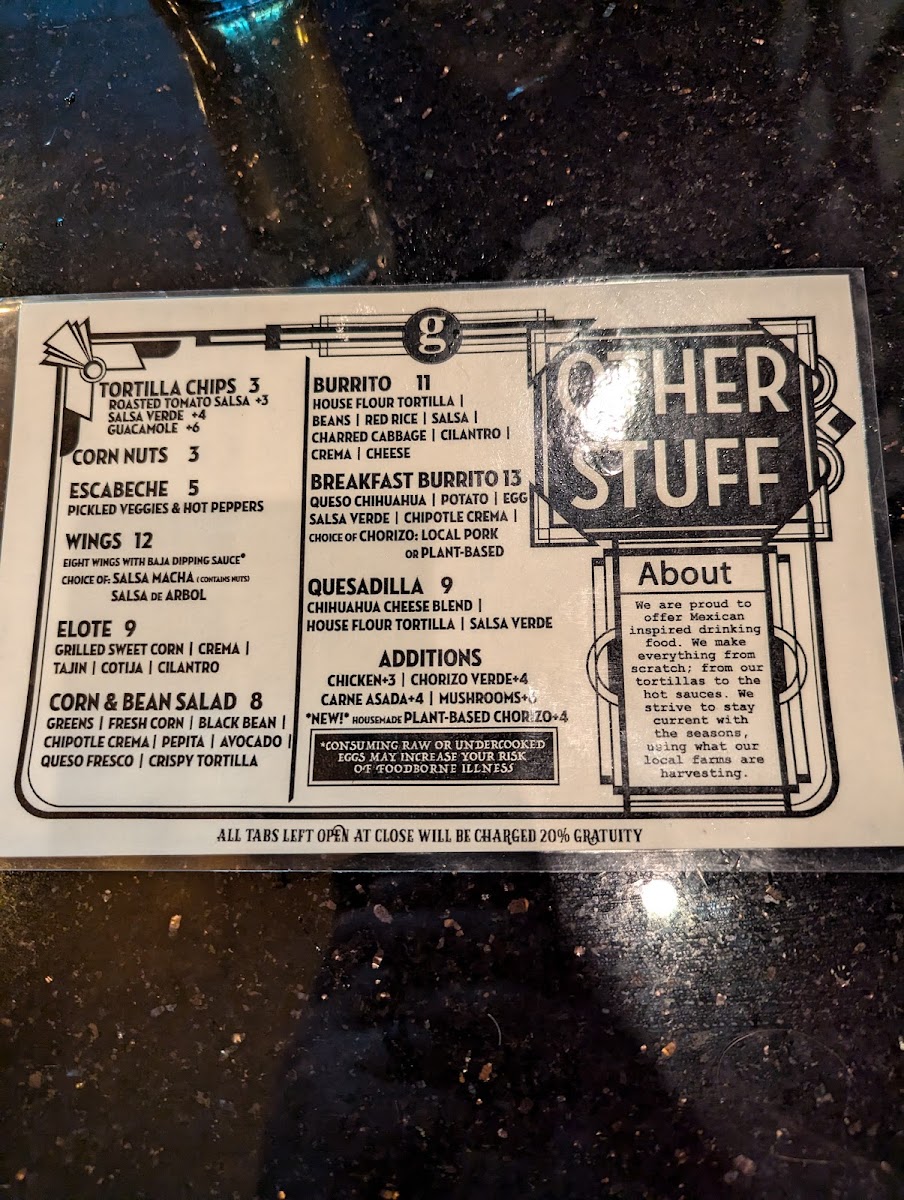 g
TORTILLA CHIPS 3
ROASTED TOMATO SALSA +3
SALSA VERDE +4
GUACAMOLE +6
CORN NUTS 3
ESCABECHE 5
PICKLED VEGGIES & HOT PEPPERS
WINGS 12
EIGHT WINGS WITH BAJA DIPPING SAUCE*
CHOICE OF: SALSA MACHA (CONTAINS NUTS)
SALSA DE ARBOL
ELOTE 9
GRILLED SWEET CORN | CREMA |
TAJIN | COTIJA | CILANTRO
CORN & BEAN SALAD 8
GREENS | FRESH CORN | BLACK BEAN |
CHIPOTLE CREMA | PEPITA | AVOCADO |
QUESO FRESCO | CRISPY TORTILLA
BURRITO 11
HOUSE FLOUR TORTILLA |
BEANS | RED RICE | SALSA |
CHARRED CABBAGE | CILANTRO |
CREMA | CHEESE
BREAKFAST BURRITO 13
QUESO CHIHUAHUA | POTATO | EGG
SALSA VERDE | CHIPOTLE CREMA |
CHOICE OF CHORIZO: LOCAL PORK
OR PLANT-BASED
QUESADILLA 9
CHIHUAHUA CHEESE BLEND |
HOUSE FLOUR TORTILLA | SALSA VERDE
ADDITIONS
CHICKEN+3 | CHORIZO VERDE+4
CARNE ASADA+4 | MUSHROOMS
*NEW!* HOUSEMADE PLANT-BASED CHORIZO+4
*CONSUMING RAW OR UNDERCOOKED
EGGS MAY INCREASE YOUR RISK
OF FOODBORNE ILLNESS
OTHER
STUFF
About
We are proud to
offer Mexican
inspired drinking
food. We make
everything from
scratch; from our
tortillas to the
hot sauces. We
strive to stay
current with
the seasons,
using what our
local farms are
harvesting.
ALL TABS LEFT OPEN AT CLOSE WILL BE CHARGED 20% GRATUITY